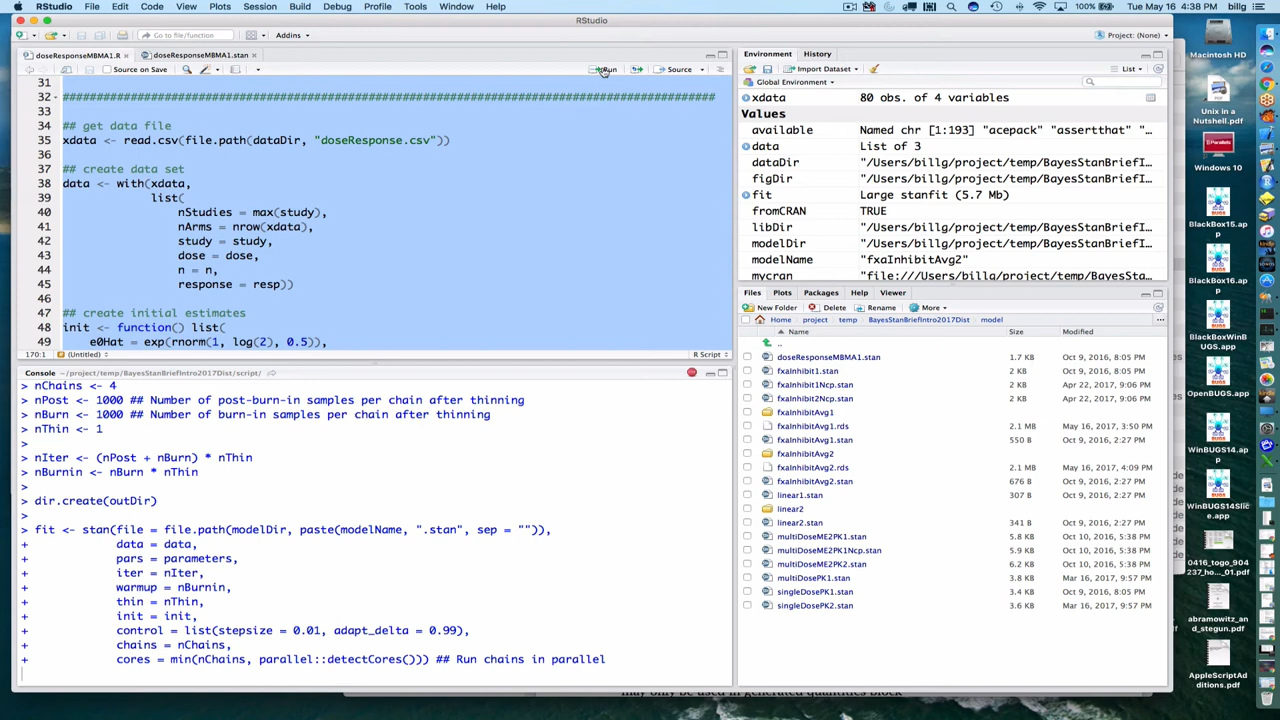 RStudio File Edit Code View Plots Session Build Debug Profile Tools Window Help
100% Tue May 16 4:38 PM billg
RStudio
Go to file/function Addins
Project: (None)
doseResponseMBMA1.R doseResponseMBMA1.stan
Source on Save Run Source
31
32 ####################################################################################################
33
34 ## get data file
35 xdata <- read.csv(file.path(dataDir, "doseResponse.csv"))
36
37 ## create data set
38 data <- with(xdata,
39 list(
40 nStudies = max(study),
41 nArms = nrow(xdata),
42 study = study,
43 dose = dose,
44 n = n,
45 response = resp))
46
47 ## create initial estimates
48 init <- function() list(
49 e0Hat = exp(rnorm(1, log(2), 0.5)),
170:1 (Untitled) R Script
Console ~/project/temp/BayesStanBriefIntro2017Dist/script/
> nChains <- 4
> nPost <- 1000 ## Number of post-burn-in samples per chain after thinning
> nBurn <- 1000 ## Number of burn-in samples per chain after thinning
> nThin <- 1
>
> nIter <- (nPost + nBurn) * nThin
> nBurnin <- nBurn * nThin
>
> dir.create(outDir)
>
> fit <- stan(file = file.path(modelDir, paste(modelName, ".stan", sep = "")),
+ data = data,
+ pars = parameters,
+ iter = nIter,
+ warmup = nBurnin,
+ thin = nThin,
+ init = init,
+ control = list(stepsize = 0.01, adapt_delta = 0.99),
+ chains = nChains,
+ cores = min(nChains, parallel::detectCores())) ## Run chains in parallel
Environment History
Import Dataset List
Global Environment
xdata 80 obs. of 4 variables
Values
available Named chr [1:193] "acepack" "assertthat" "…
data List of 3
dataDir "/Users/billg/project/temp/BayesStanBriefI…
figDir "/Users/billg/project/temp/BayesStanBriefI…
fit Large stanfit (5.7 Mb)
fromCRAN TRUE
libDir "/Users/billg/project/temp/BayesStanBriefI…
modelDir "/Users/billg/project/temp/BayesStanBriefI…
modelName "fxaInhibitAvg2"
mycran "file:///Users/billg/project/temp/BayesSta…
Files Plots Packages Help Viewer
New Folder Delete Rename More
Home project temp BayesStanBriefIntro2017Dist model
Name Size Modified
..
doseResponseMBMA1.stan 1.7 KB Oct 9, 2016, 8:05 PM
fxaInhibit1.stan 2 KB Oct 9, 2016, 8:05 PM
fxaInhibit1Ncp.stan 2 KB Apr 22, 2017, 9:06 PM
fxaInhibit2Ncp.stan 2 KB Apr 22, 2017, 9:06 PM
fxaInhibitAvg1
fxaInhibitAvg1.rds 2.1 MB May 16, 2017, 3:50 PM
fxaInhibitAvg1.stan 550 B Oct 9, 2016, 2:27 PM
fxaInhibitAvg2
fxaInhibitAvg2.rds 2.1 MB May 16, 2017, 4:09 PM
fxaInhibitAvg2.stan 676 B Oct 9, 2016, 2:27 PM
linear1.stan 307 B Oct 9, 2016, 2:27 PM
linear2
linear2.stan 341 B Oct 9, 2016, 2:27 PM
multiDoseME2PK1.stan 5.8 KB Oct 10, 2016, 5:38 PM
multiDoseME2PK1Ncp.stan 5.9 KB Oct 10, 2016, 5:38 PM
multiDoseME2PK2.stan 6.2 KB Oct 10, 2016, 5:38 PM
multiDosePK1.stan 3.8 KB Mar 16, 2017, 9:57 PM
singleDosePK1.stan 3.4 KB Oct 9, 2016, 8:05 PM
singleDosePK2.stan 3.6 KB Mar 16, 2017, 9:57 PM
Macintosh HD
Unix in a
Nutshell.pdf
Parallels
Windows 10
BlackBox15.ap
p
BlackBox16.ap
p
BlackBoxWin
BUGS.app
OpenBUGS.app
WinBUGS14.a
pp
WinBUGS14Slic
e.app
0416_togo_904
237_ho..._01.pdf
abramowitz_an
d_stegun.pdf
AppleScriptAd
ditions.pdf
may only be used in generated quantities block